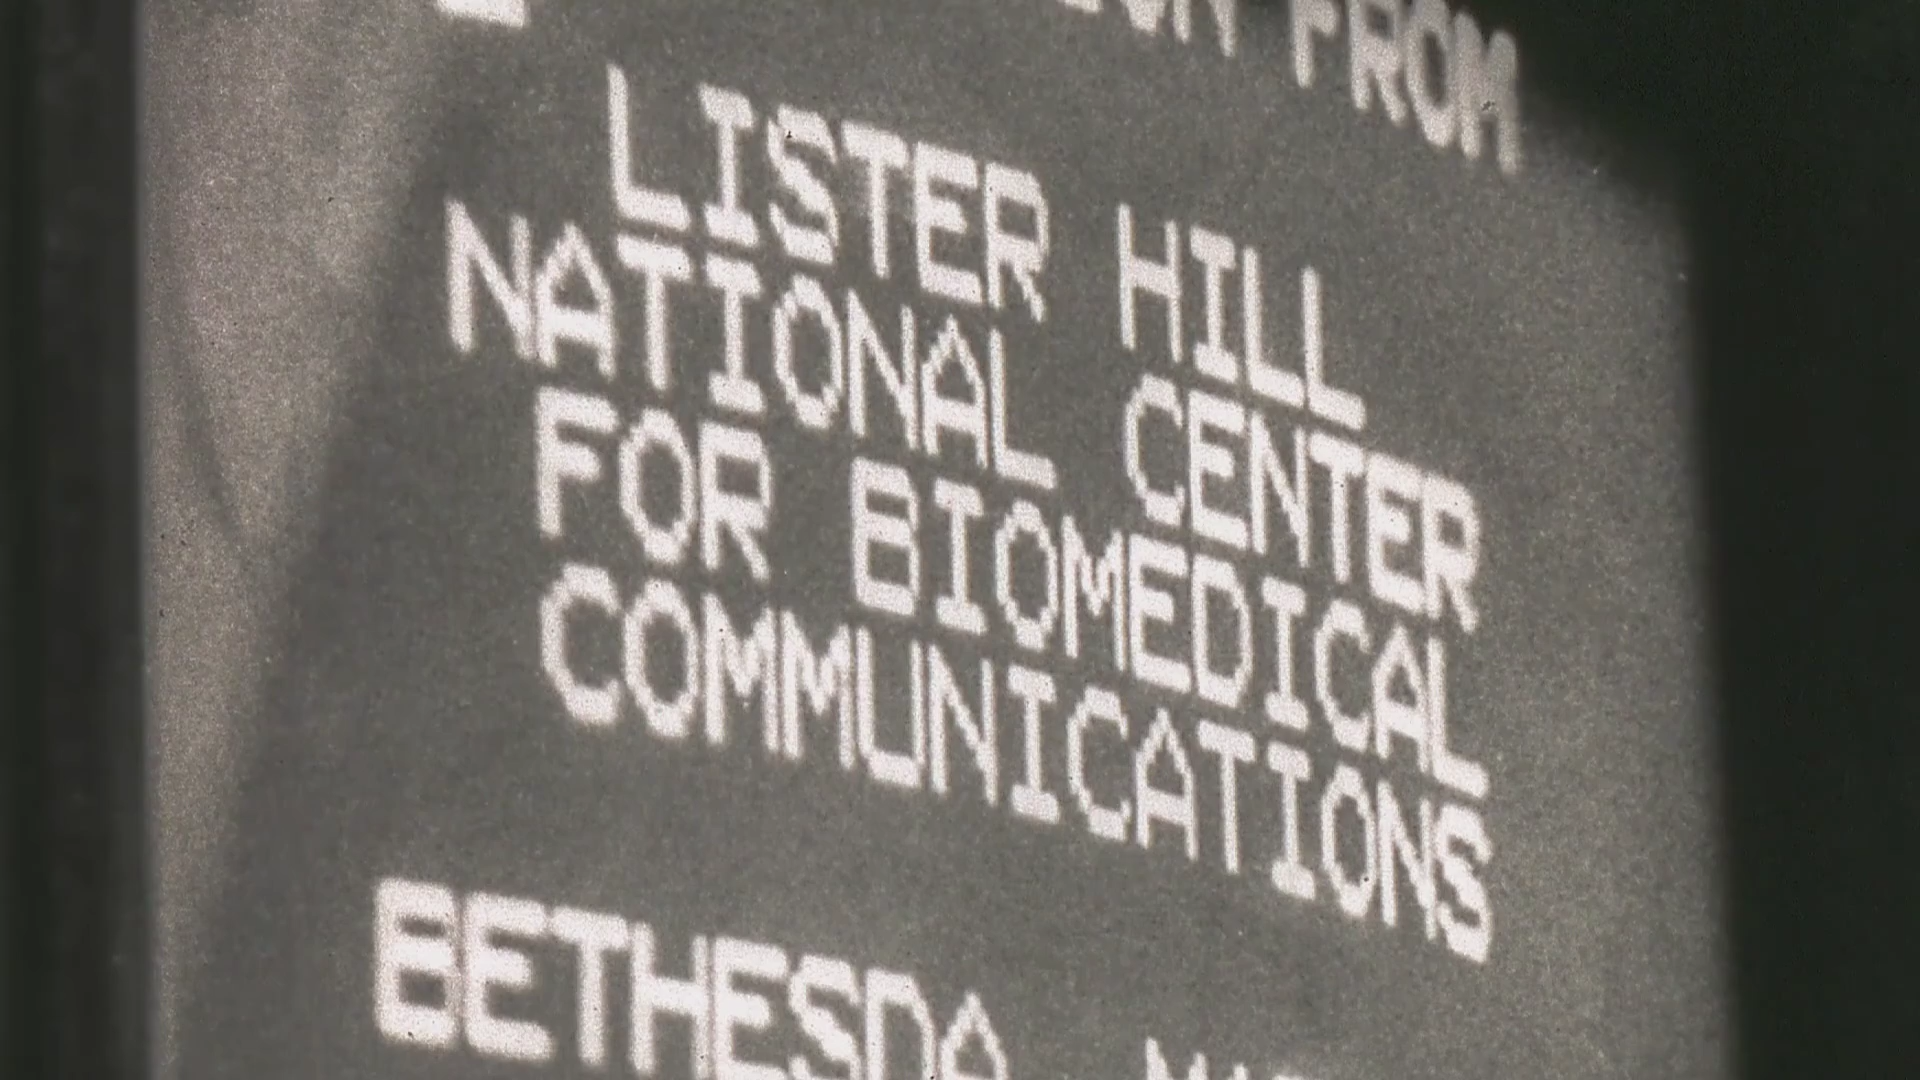 FROM
LISTER HILL
NATIONAL CENTER
FOR BIOMEDICAL
COMMUNICATIONS
BETHESDA